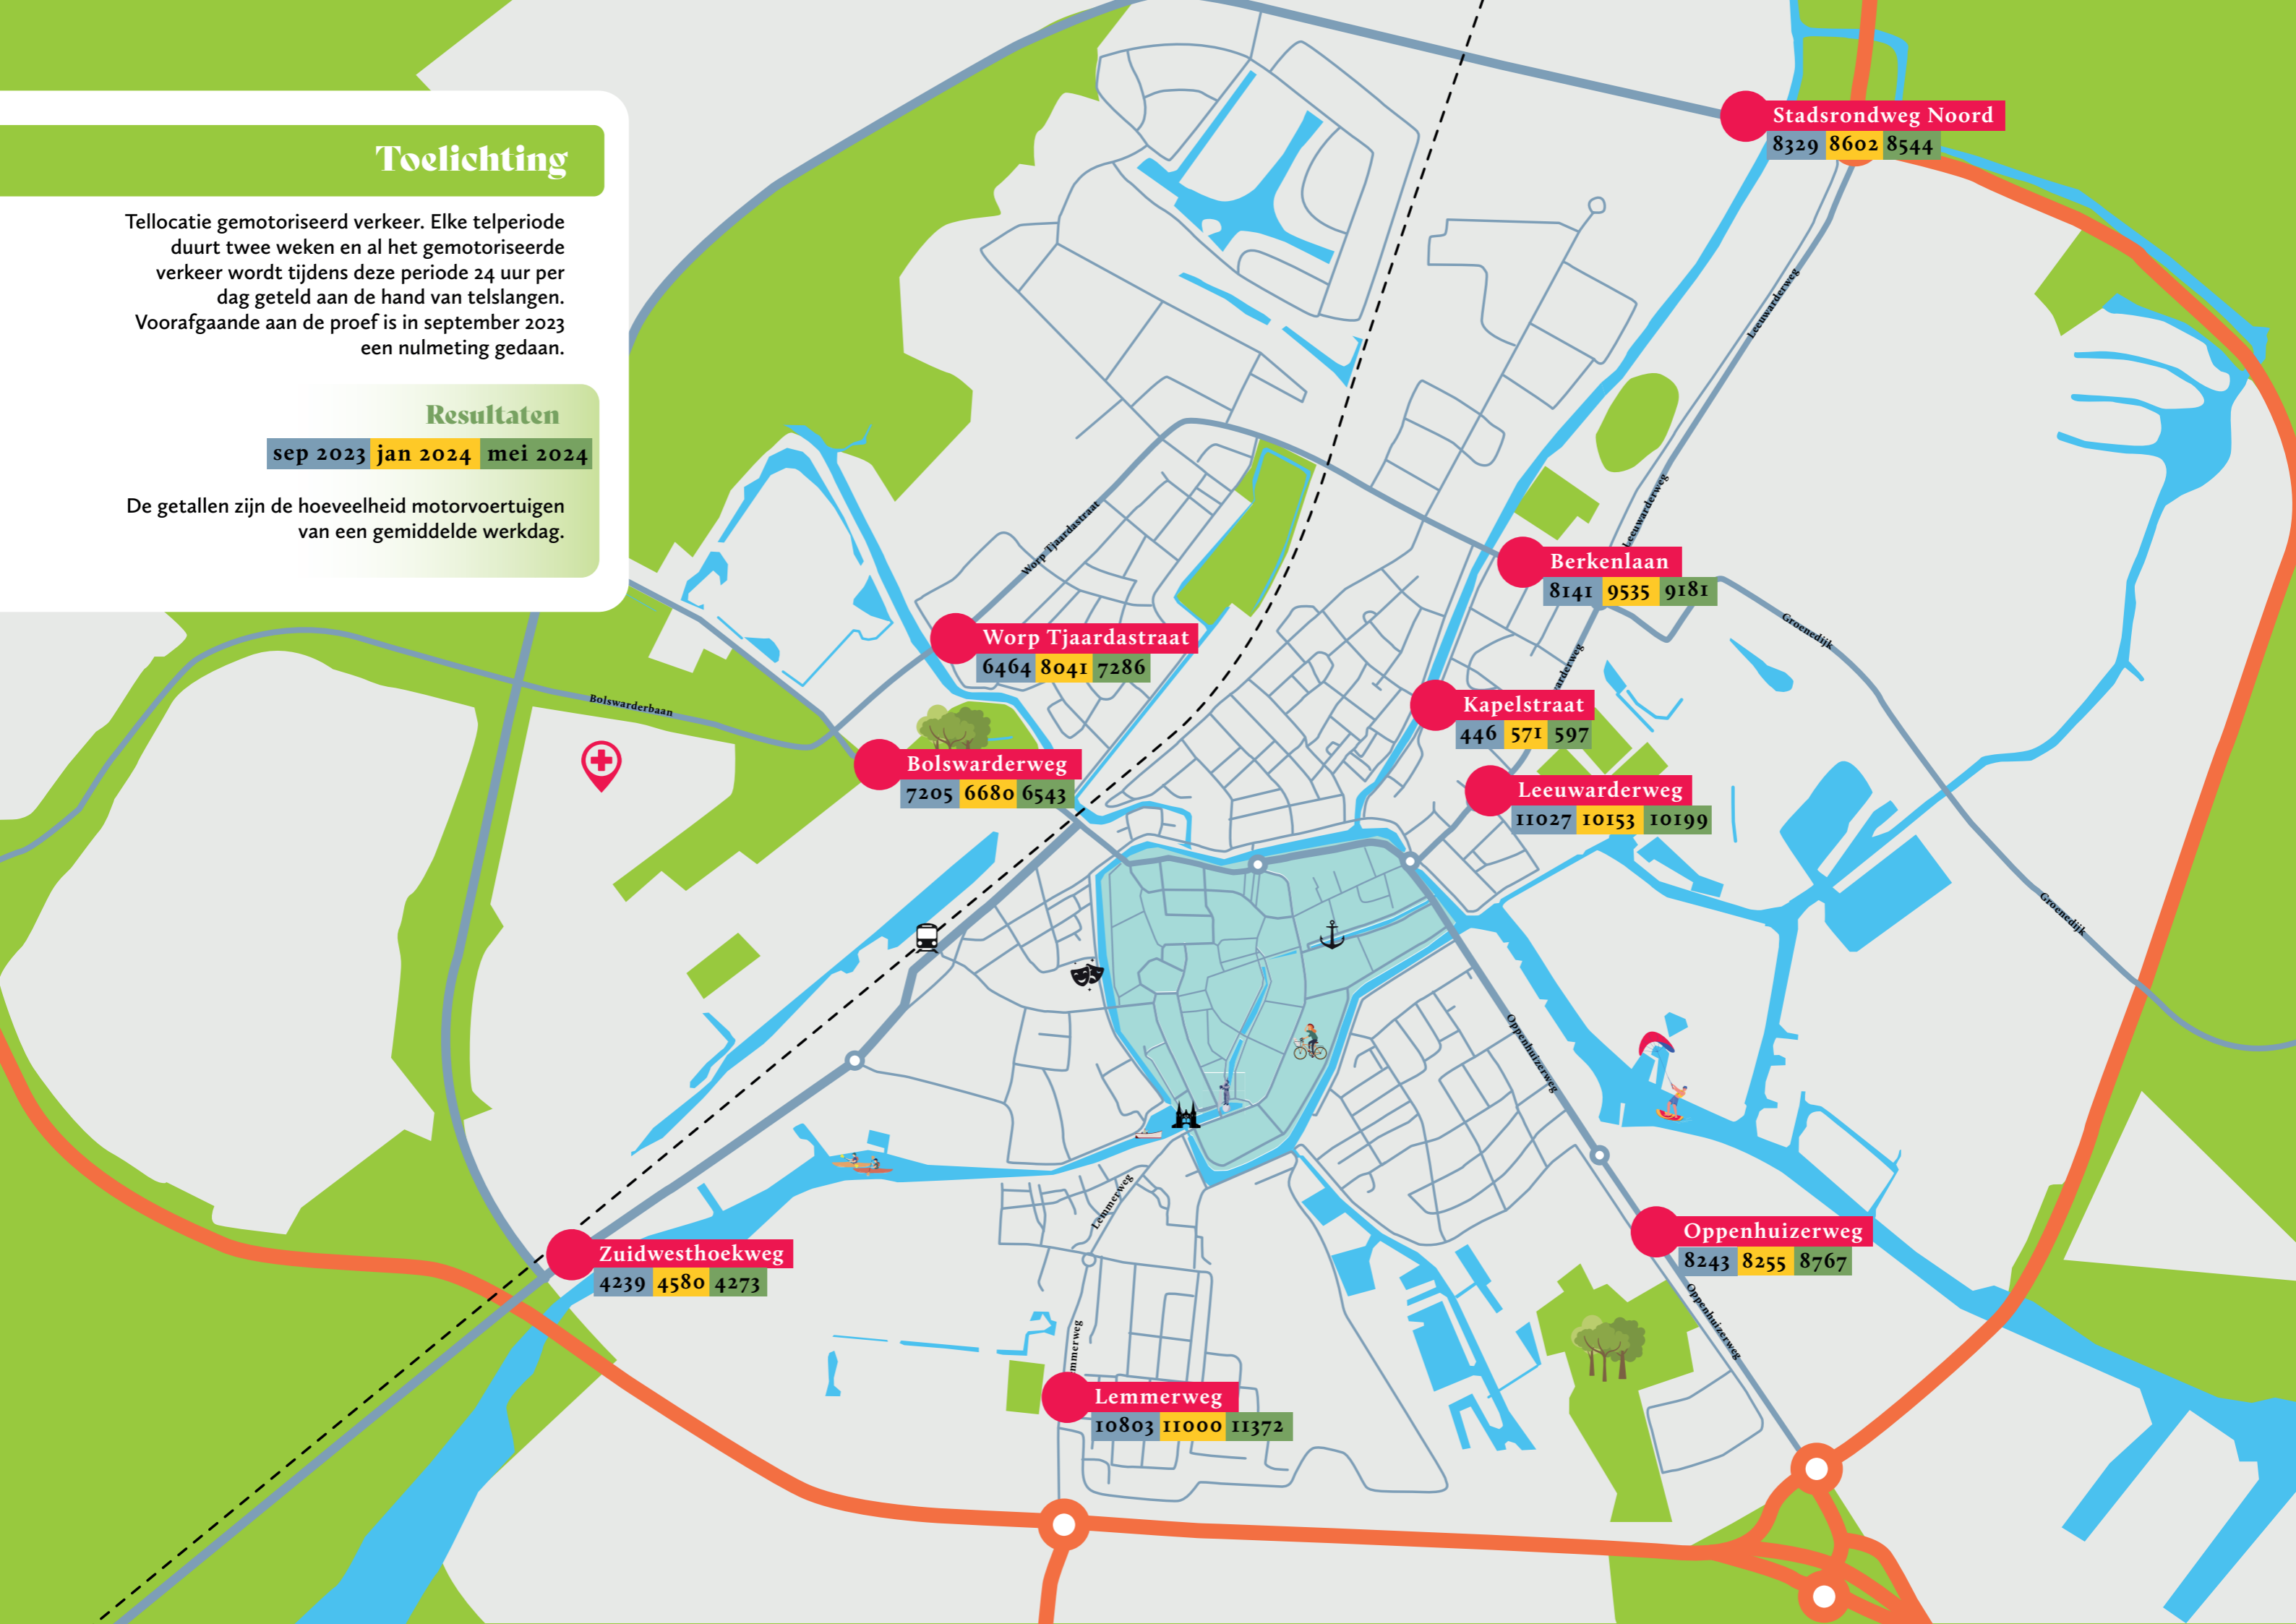 Toelichting
Tellocatie gemotoriseerd verkeer. Elke telperiode
duurt twee weken en al het gemotoriseerde
verkeer wordt tijdens deze periode 24 uur per
dag geteld aan de hand van telslangen.
Voorafgaande aan de proef is in september 2023
een nulmeting gedaan.
Resultaten
sep 2023 jan 2024 mei 2024
De getallen zijn de hoeveelheid motorvoertuigen
van een gemiddelde werkdag.
Stadsrondweg Noord
8329 8602 8544
Leeuwarderweg
Leeuwarderweg
Worp Tjaardastraat
Berkenlaan
8141 9535 9181
Groenedijk
Worp Tjaardastraat
6464 8041 7286
arderweg
Bolswarderbaan
Kapelstraat
446 571 597
Bolswarderweg
7205 6680 6543
Leeuwarderweg
11027 10153 10199
Groenedijk
Oppenhuizerweg
Lemmerweg
Oppenhuizerweg
8243 8255 8767
Zuidwesthoekweg
4239 4580 4273
Oppenhuizerweg
mmerweg
Lemmerweg
10803 11000 11372